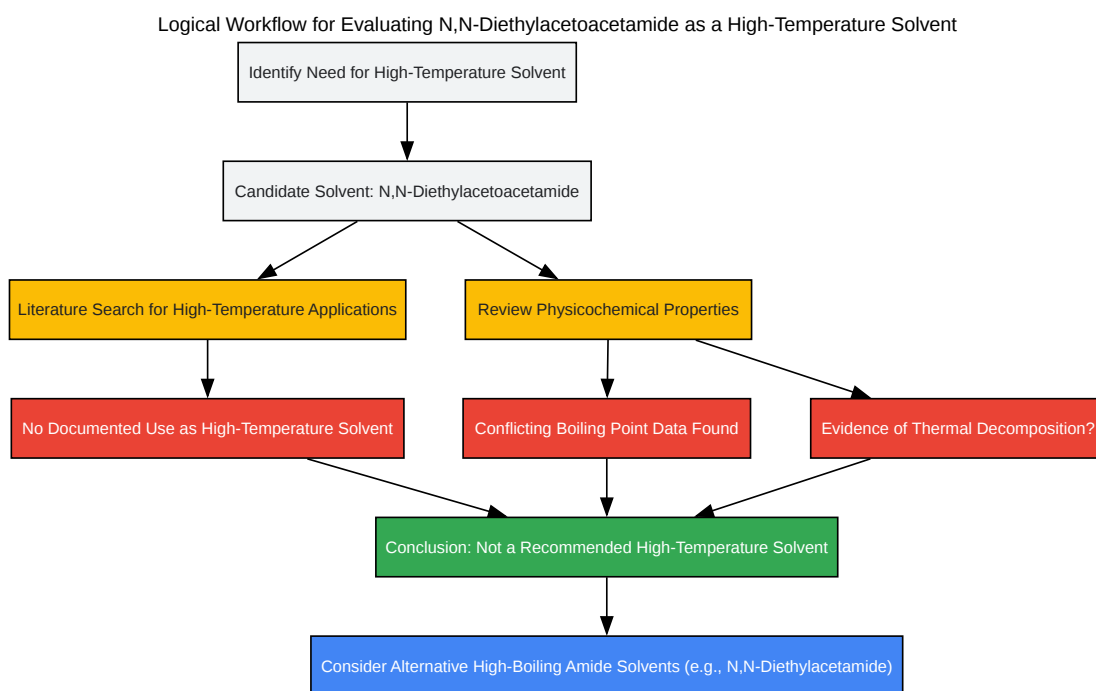 Logical Workflow for Evaluating N,N-Diethylacetoacetamide as a High-Temperature Solvent
Identify Need for High-Temperature Solvent
Candidate Solvent: N,N-Diethylacetoacetamide
Literature Search for High-Temperature Applications
Review Physicochemical Properties
No Documented Use as High-Temperature Solvent
Conflicting Boiling Point Data Found
Evidence of Thermal Decomposition?
Conclusion: Not a Recommended High-Temperature Solvent
Consider Alternative High-Boiling Amide Solvents (e.g., N,N-Diethylacetamide)